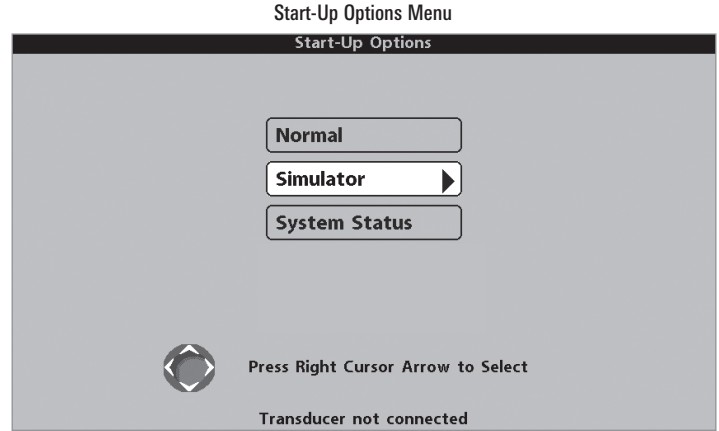 Start-Up Options Menu
Start-Up Options
Normal
Simulator
System Status
Press Right Cursor Arrow to Select
Transducer not connected